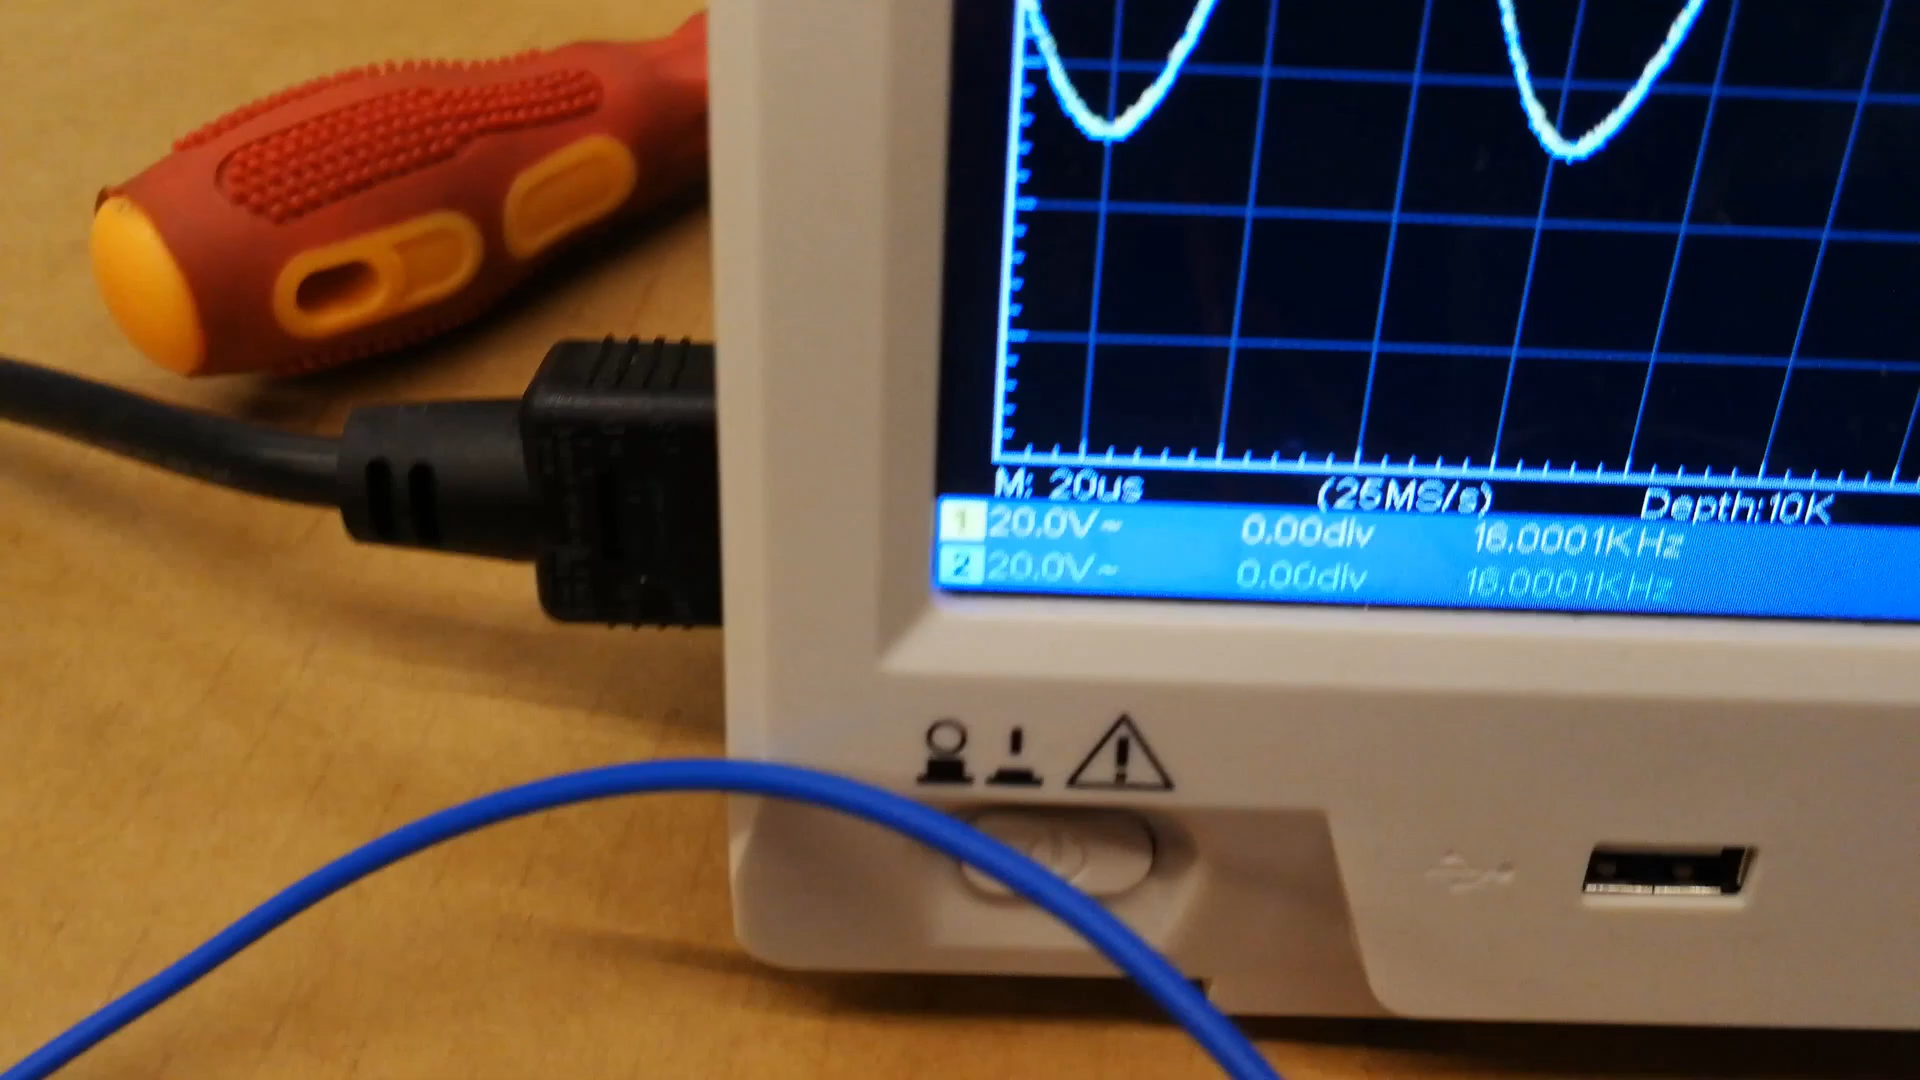 M: 20us (25MS/s) Depth:10K
1 20.0V~ 0.00div 16.0001KHz
2 20.0V~ 0.00div 16.0001KHz